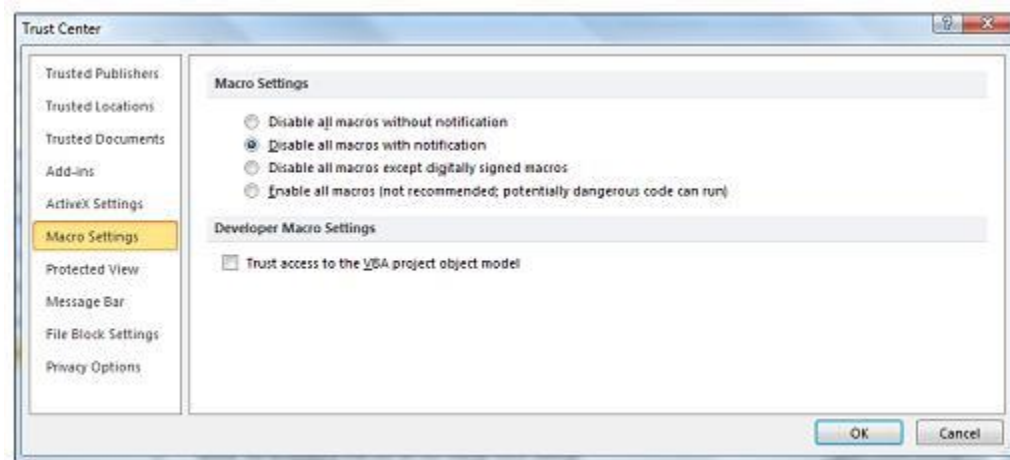 Trust Center
Trusted Publishers
Trusted Locations
Trusted Documents
Add-ins
ActiveX Settings
Macro Settings
Protected View
Message Bar
File Block Settings
Privacy Options
Macro Settings
Disable all macros without notification
Disable all macros with notification
Disable all macros except digitally signed macros
Enable all macros (not recommended; potentially dangerous code can run)
Developer Macro Settings
Trust access to the VBA project object model
OK
Cancel